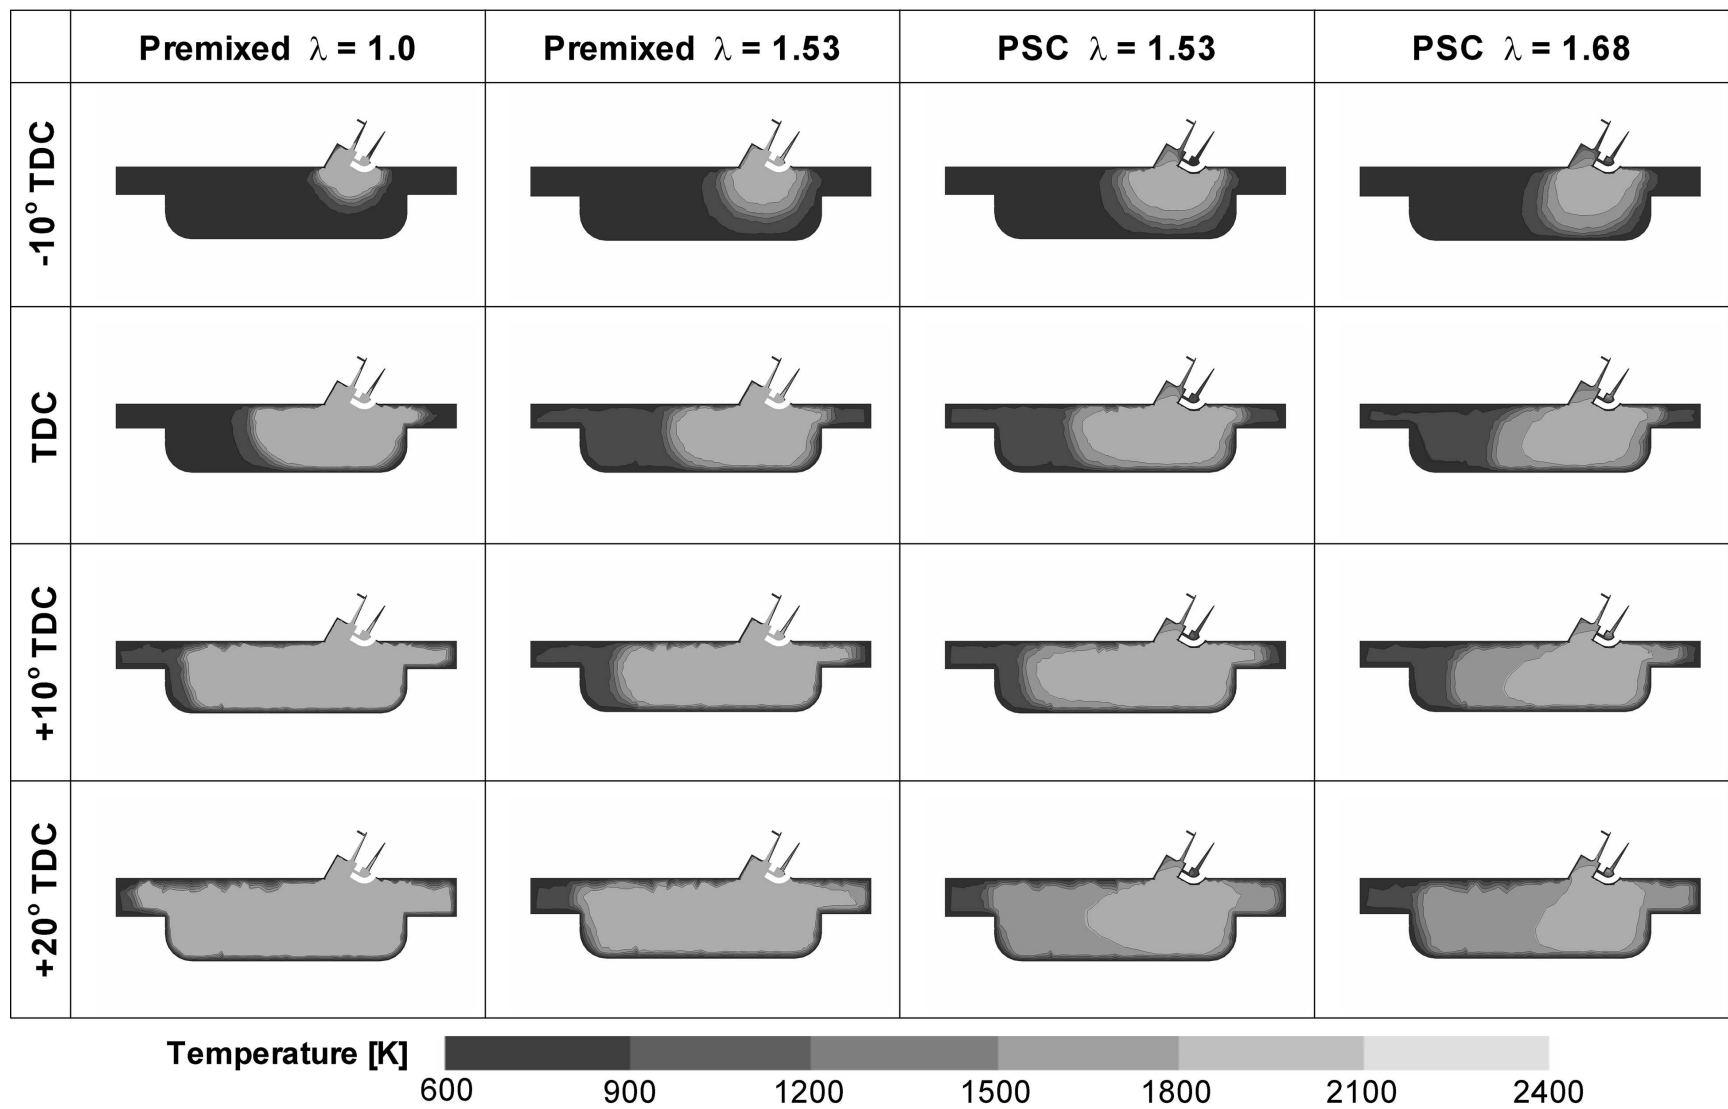 Premixed λ = 1.0
Premixed λ = 1.53
PSC λ = 1.53
PSC λ = 1.68
-10° TDC
TDC
+10° TDC
+20° TDC
Temperature [K]
600 900 1200 1500 1800 2100 2400